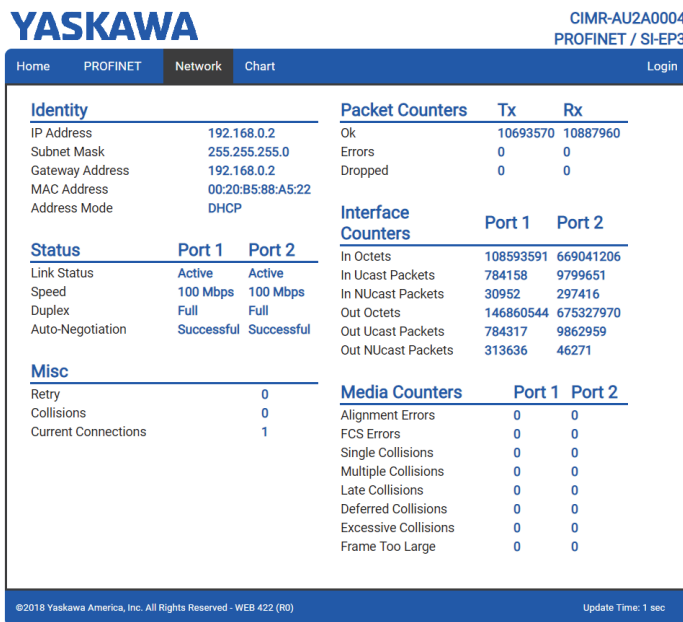 YASKAWA
CIMR-AU2A0004
PROFINET / SI-EP3
Home PROFINET Network Chart Login
Identity
IP Address 192.168.0.2
Subnet Mask 255.255.255.0
Gateway Address 192.168.0.2
MAC Address 00:20:B5:88:A5:22
Address Mode DHCP
Status Port 1 Port 2
Link Status Active Active
Speed 100 Mbps 100 Mbps
Duplex Full Full
Auto-Negotiation Successful Successful
Misc
Retry 0
Collisions 0
Current Connections 1
Packet Counters Tx Rx
Ok 10693570 10887960
Errors 0 0
Dropped 0 0
Interface
Counters Port 1 Port 2
In Octets 108593591 669041206
In Ucast Packets 784158 9799651
In NUcast Packets 30952 297416
Out Octets 146860544 675327970
Out Ucast Packets 784317 9862959
Out NUcast Packets 313636 46271
Media Counters Port 1 Port 2
Alignment Errors 0 0
FCS Errors 0 0
Single Collisions 0 0
Multiple Collisions 0 0
Late Collisions 0 0
Deferred Collisions 0 0
Excessive Collisions 0 0
Frame Too Large 0 0
©2018 Yaskawa America, Inc. All Rights Reserved - WEB 422 (R0) Update Time: 1 sec